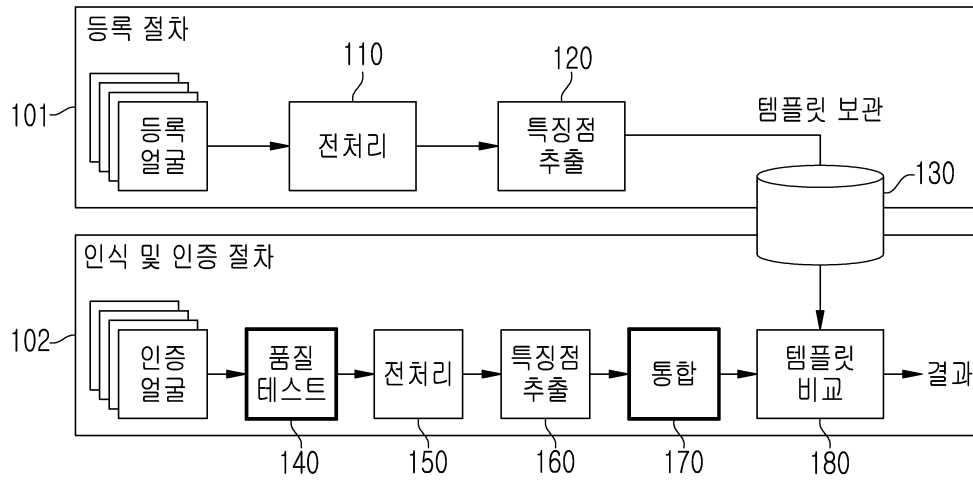 등록 절차
110
120
101
등록
얼굴
전처리
특징점
추출
템플릿 보관
130
인식 및 인증 절차
102
인증
얼굴
품질
테스트
전처리
특징점
추출
통합
템플릿
비교
결과
140
150
160
170
180